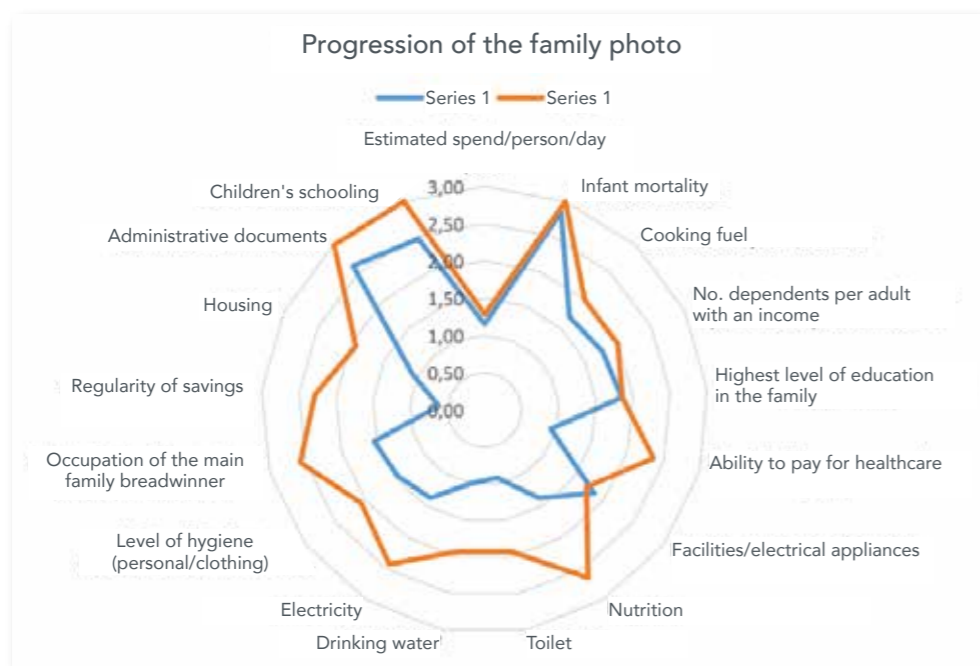 Progression of the family photo
Series 1 Series 1
Estimated spend/person/day
Children's schooling
Infant mortality
Administrative documents
Cooking fuel
Housing
No. dependents per adult
with an income
Regularity of savings
Highest level of education
in the family
Occupation of the main
family breadwinner
Ability to pay for healthcare
Level of hygiene
(personal/clothing)
Facilities/electrical appliances
Electricity
Nutrition
Drinking water
Toilet
3,00
2,50
2,00
1,50
1,00
0,50
0,00